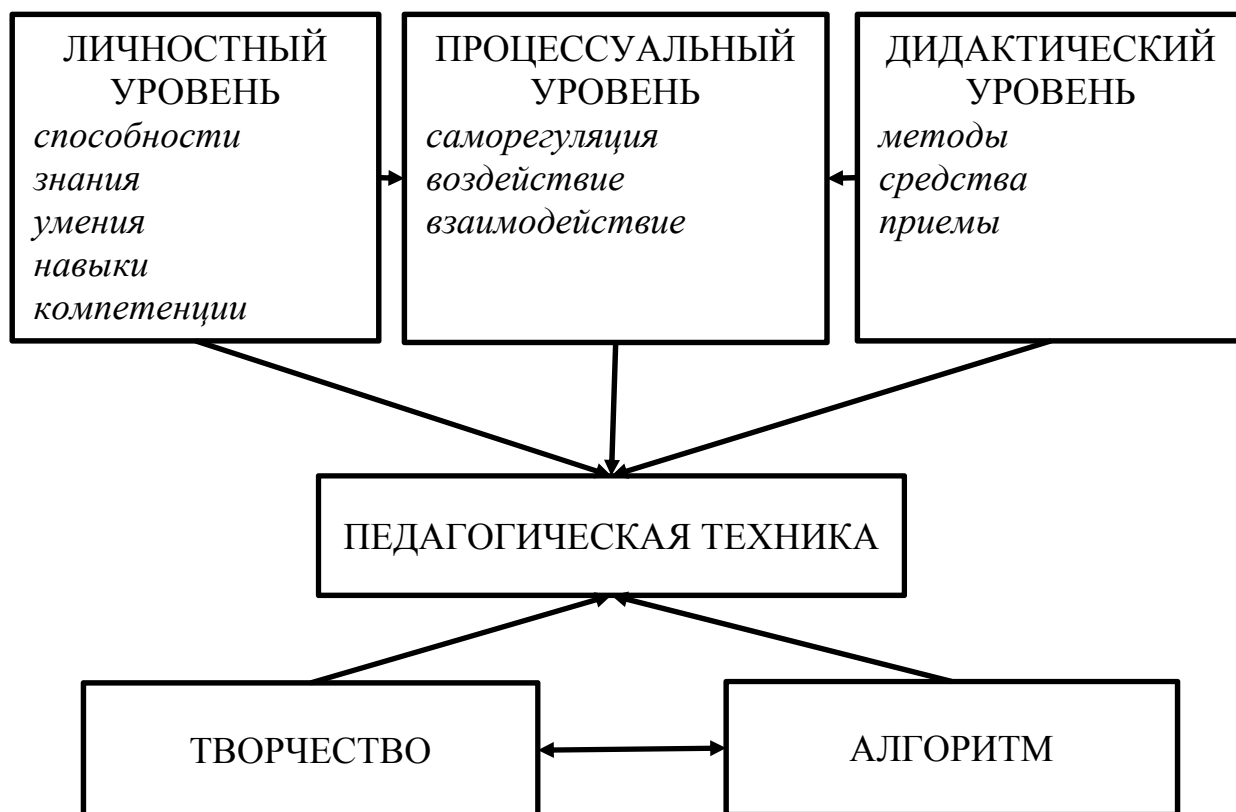 ЛИЧНОСТНЫЙ
УРОВЕНЬ
способности
знания
умения
навыки
компетенции
ПРОЦЕССУАЛЬНЫЙ
УРОВЕНЬ
саморегуляция
воздействие
взаимодействие
ДИДАКТИЧЕСКИЙ
УРОВЕНЬ
методы
средства
приемы
ПЕДАГОГИЧЕСКАЯ ТЕХНИКА
ТВОРЧЕСТВО
АЛГОРИТМ